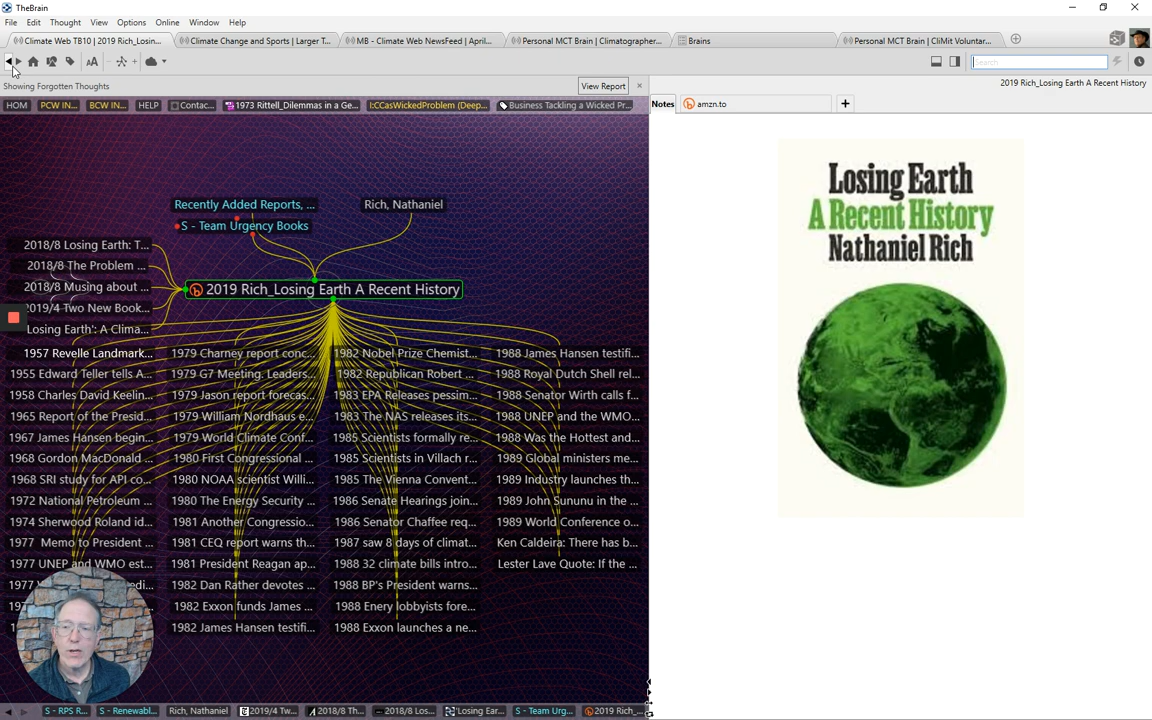 TheBrain
File Edit Thought View Options Online Window Help
Climate Web TB10 | 2019 Rich_Losin... Climate Change and Sports | Larger T... MB - Climate Web NewsFeed | April... Personal MCT Brain | Climatographer... Brains Personal MCT Brain | CliMit Voluntar...
Search
Showing Forgotten Thoughts View Report
HOM PCW IN... BCW IN... HELP Contac... 1973 Rittell_Dilemmas in a Ge... I:CCasWickedProblem (Deep... Business Tackling a Wicked Pr...
Recently Added Reports, ... Rich, Nathaniel
S - Team Urgency Books
2018/8 Losing Earth: T...
2018/8 The Problem ...
2018/8 Musing about ...
2019/4 Two New Book...
Losing Earth': A Clima...
2019 Rich_Losing Earth A Recent History
1957 Revelle Landmark... 1979 Charney report conc... 1982 Nobel Prize Chemist... 1988 James Hansen testifi...
1955 Edward Teller tells A... 1979 G7 Meeting. Leaders... 1982 Republican Robert ... 1988 Royal Dutch Shell rel...
1958 Charles David Keelin... 1979 Jason report forecas... 1983 EPA Releases pessim... 1988 Senator Wirth calls f...
1965 Report of the Presid... 1979 William Nordhaus e... 1983 The NAS releases its... 1988 UNEP and the WMO...
1967 James Hansen begin... 1979 World Climate Conf... 1985 Scientists formally re... 1988 Was the Hottest and...
1968 Gordon MacDonald ... 1980 First Congressional ... 1985 Scientists in Villach r... 1989 Global ministers me...
1968 SRI study for API co... 1980 NOAA scientist Willi... 1985 The Vienna Convent... 1989 Industry launches th...
1972 National Petroleum ... 1980 The Energy Security ... 1986 Senate Hearings join... 1989 John Sununu in the ...
1974 Sherwood Roland id... 1981 Another Congressio... 1986 Senator Chaffee req... 1989 World Conference o...
1977 Memo to President ... 1981 CEQ report warns th... 1987 saw 8 days of climat... Ken Caldeira: There has b...
1977 UNEP and WMO est... 1981 President Reagan ap... 1988 32 climate bills intro... Lester Lave Quote: If the ...
1977 1982 Dan Rather devotes ... 1988 BP's President warns...
1982 Exxon funds James ... 1988 Enery lobbyists fore...
1982 James Hansen testifi... 1988 Exxon launches a ne...
S - RPS R... S - Renewabl... Rich, Nathaniel 2019/4 Tw... 2018/8 Th... 2018/8 Los... 'Losing Ear... S - Team Urg... 2019 Rich_...
2019 Rich_Losing Earth A Recent History
Notes amzn.to
Losing Earth
A Recent History
Nathaniel Rich